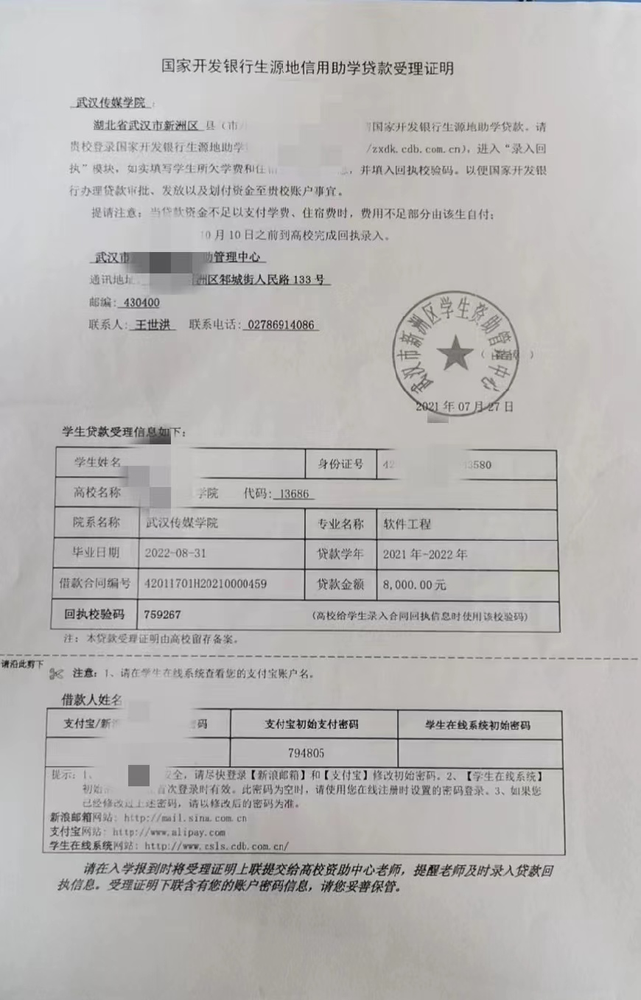 国家开发银行生源地信用助学贷款受理证明
武汉传媒学院：
湖北省武汉市新洲区 县（市 国家开发银行生源地助学贷款。请
贵校登录国家开发银行生源地助学 /zxdk.cdb.com.cn)，进入“录入回
执”模块，如实填写学生所欠学费和住 ，并填入回执校验码。以便国家开发银
行办理贷款审批、发放以及划付资金至贵校账户事宜。
提请注意：当贷款资金不足以支付学费、住宿费时，费用不足部分由该生自付；
10月10日之前到高校完成回执录入。
武汉市 助管理中心
通讯地址 洲区邾城街人民路133号
邮编: 430400
联系人: 王世洪 联系电话: 02786914086
武汉市新洲区学生资助管理中心
2021年07月27日
学生贷款受理信息如下：
学生姓名 身份证号 42 3580
高校名称 学院 代码: 13686
院系名称 武汉传媒学院 专业名称 软件工程
毕业日期 2022-08-31 贷款学年 2021年-2022年
借款合同编号 42011701H20210000459 贷款金额 8,000.00元
回执校验码 759267 (高校给学生录入合同回执信息时使用该校验码)
注：本贷款受理证明由高校留存备案。
请沿此剪下
注意：1、请在学生在线系统查看您的支付宝账户名。
借款人姓名
支付宝/新 密码 支付宝初始支付密码 学生在线系统初始密码
794805
提示：1、 安全，请尽快登录【新浪邮箱】和【支付宝】修改初始密码。2、【学生在线系统】
初始 首次登录时有效。此密码为空时，请使用您在线注册时设置的密码登录。3、如果您
已经修改过上述密码，请以修改后的密码为准。
新浪邮箱网站: http://mail.sina.com.cn
支付宝网站: http://www.alipay.com
学生在线系统网站: http://www.csls.cdb.com.cn/
请在入学报到时将受理证明上联提交给高校资助中心老师，提醒老师及时录入贷款回
执信息。受理证明下联含有您的账户密码信息，请您妥善保管。